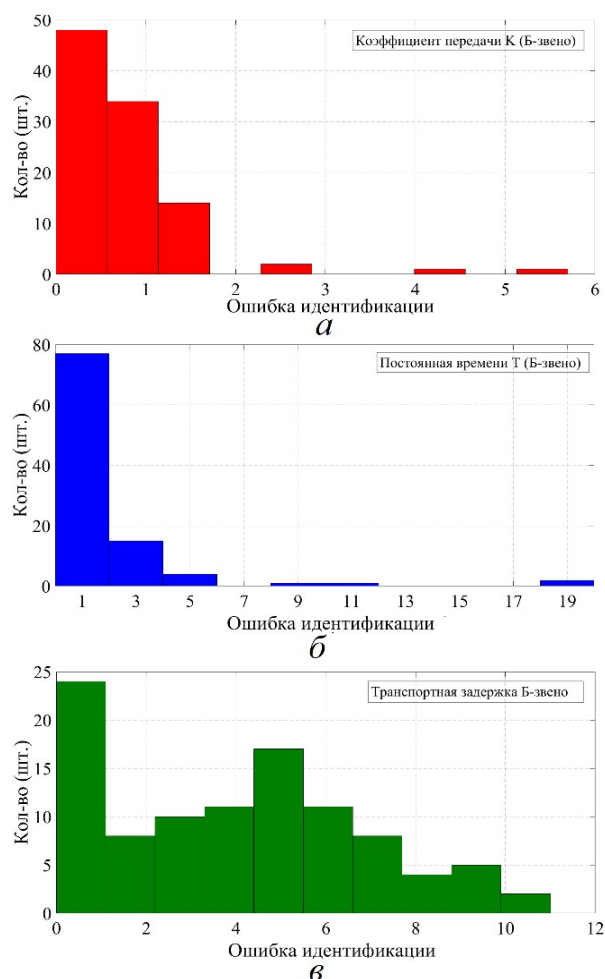 50
Коэффициент передачи K (Б-звено)
40
30
20
10
0
Кол-во (шт.)
0 1 2 3 4 5 6
Ошибка идентификации
а
80
Постоянная времени T (Б-звено)
60
40
20
0
Кол-во (шт.)
1 3 5 7 9 11 13 15 17 19
Ошибка идентификации
б
25
Транспортная задержка Б-звено
20
15
10
5
0
Кол-во (шт.)
0 2 4 6 8 10 12
Ошибка идентификации
в